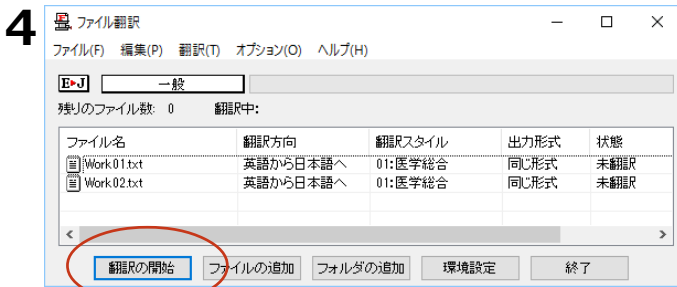 4
ファイル翻訳
ファイル(F) 編集(P) 翻訳(T) オプション(O) ヘルプ(H)
E▸J 一般
残りのファイル数: 0 翻訳中:
ファイル名 翻訳方向 翻訳スタイル 出力形式 状態
Work01.txt 英語から日本語へ 01:医学総合 同じ形式 未翻訳
Work02.txt 英語から日本語へ 01:医学総合 同じ形式 未翻訳
翻訳の開始 ファイルの追加 フォルダの追加 環境設定 終了